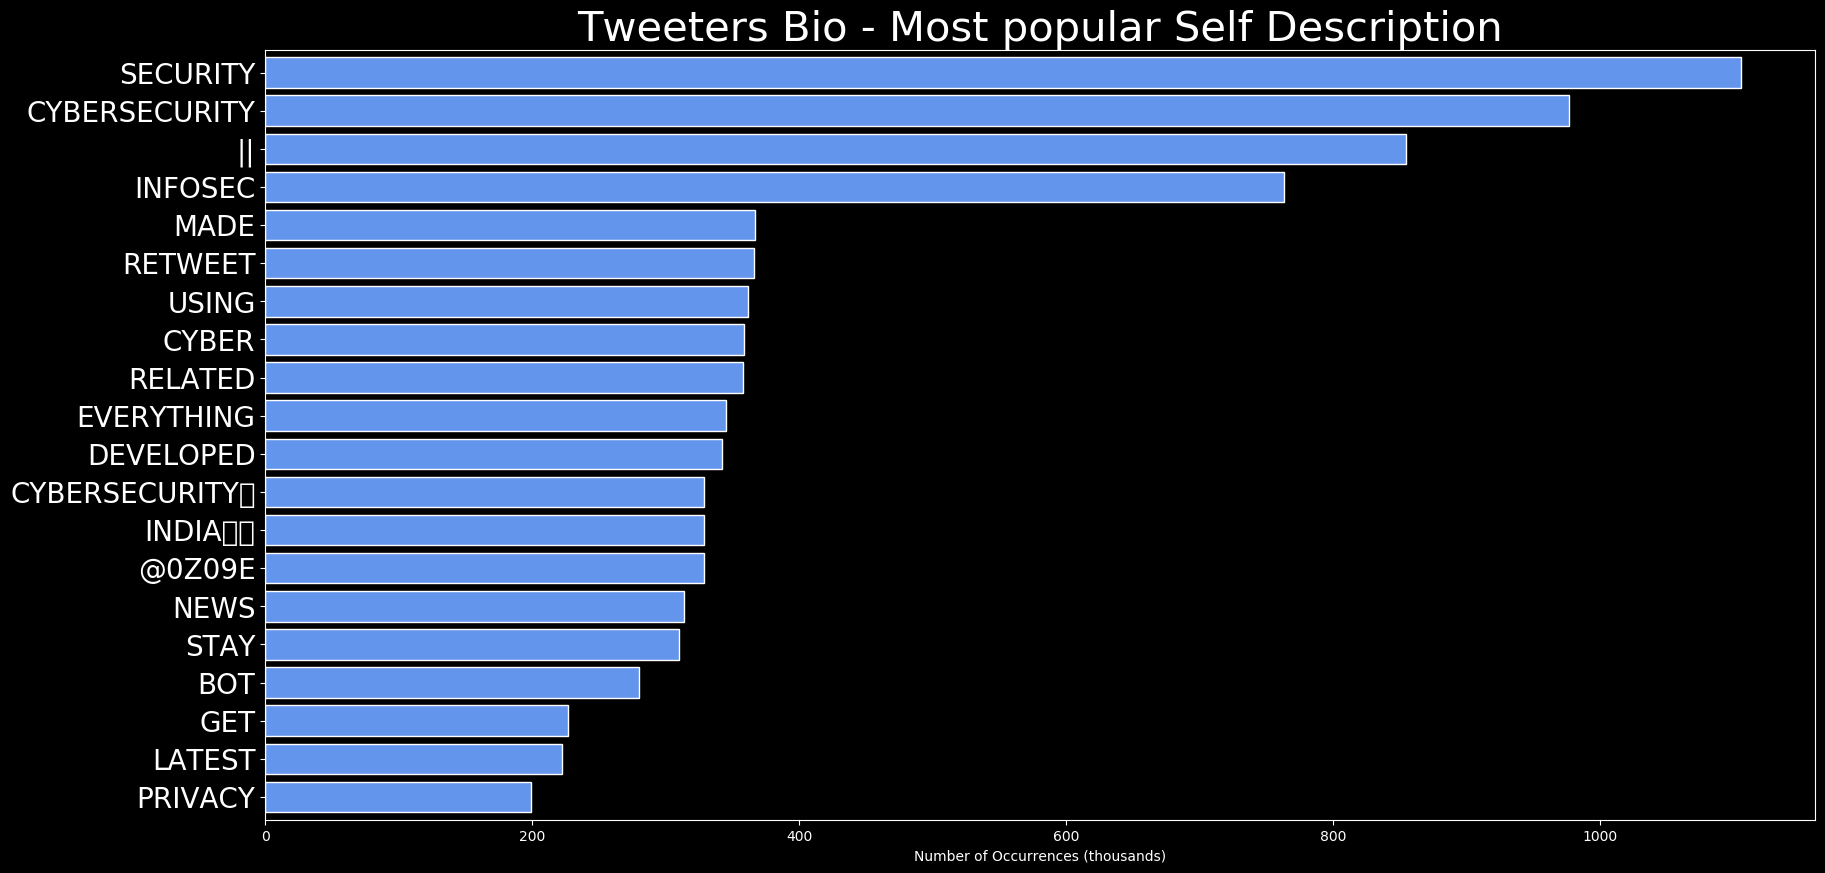 Tweeters Bio - Most popular Self Description
SECURITY
CYBERSECURITY
||
INFOSEC
MADE
RETWEET
USING
CYBER
RELATED
EVERYTHING
DEVELOPED
CYBERSECURITY▯
INDIA▯▯
@0Z09E
NEWS
STAY
BOT
GET
LATEST
PRIVACY
0 200 400 600 800 1000
Number of Occurrences (thousands)